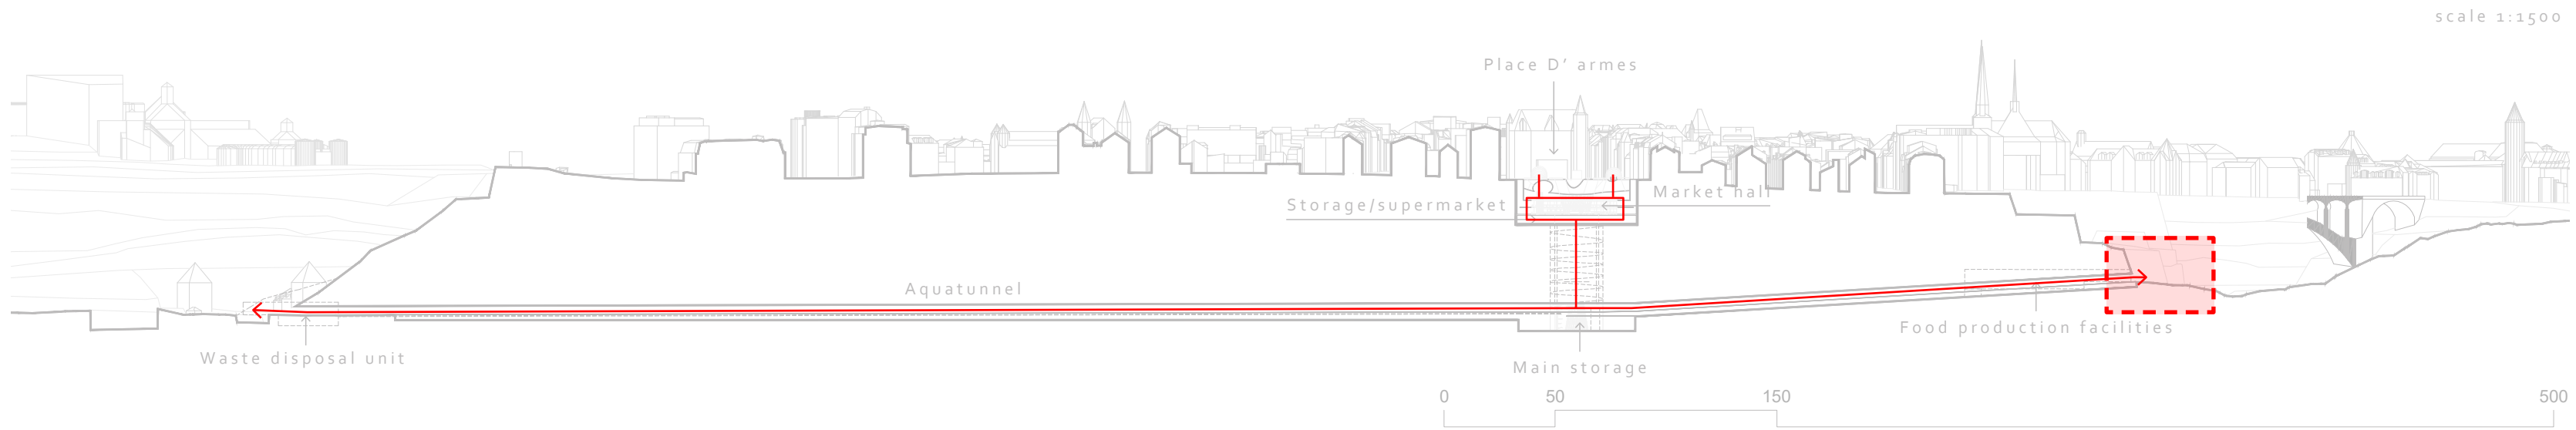 scale 1:1500
Place D' armes
Market hall
Storage/supermarket
Aquatunnel
Food production facilities
Waste disposal unit
Main storage
0 50 150 500